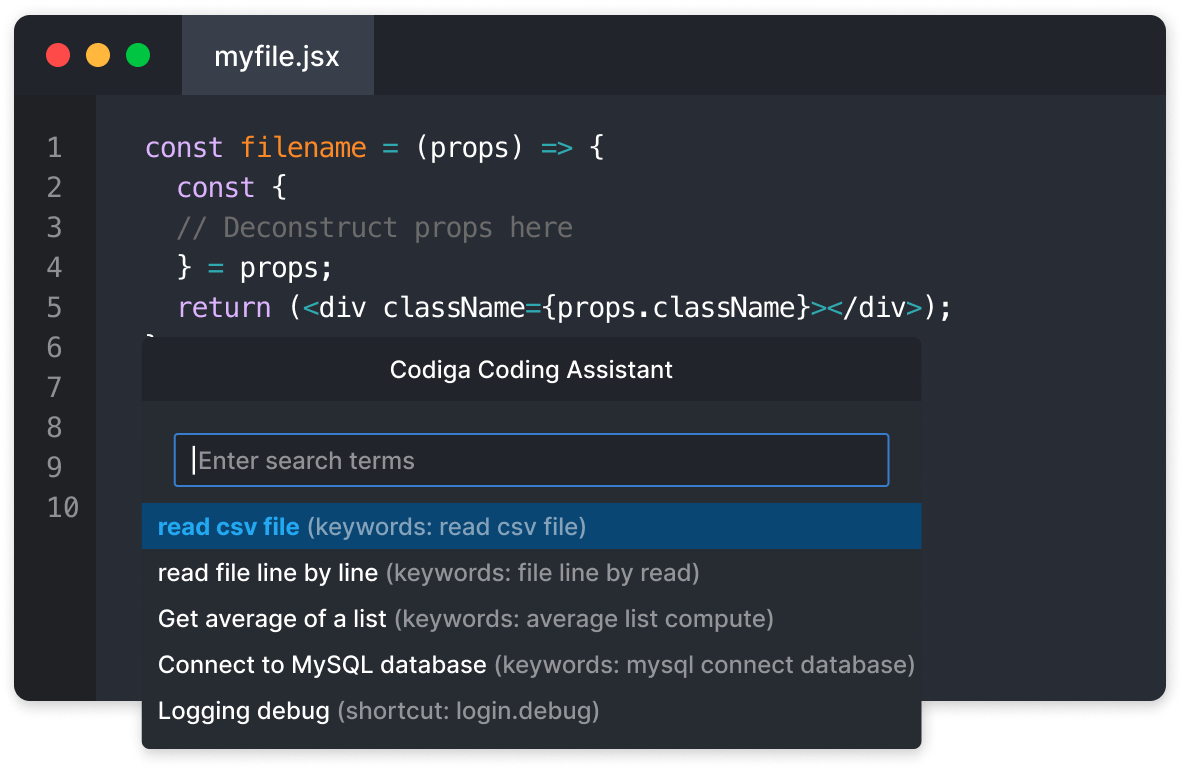 myfile.jsx
1 const filename = (props) => {
2 const {
3 // Deconstruct props here
4 } = props;
5 return (<div className={props.className}></div>);
6
7
8
9
10
Codiga Coding Assistant
Enter search terms
read csv file (keywords: read csv file)
read file line by line (keywords: file line by read)
Get average of a list (keywords: average list compute)
Connect to MySQL database (keywords: mysql connect database)
Logging debug (shortcut: login.debug)